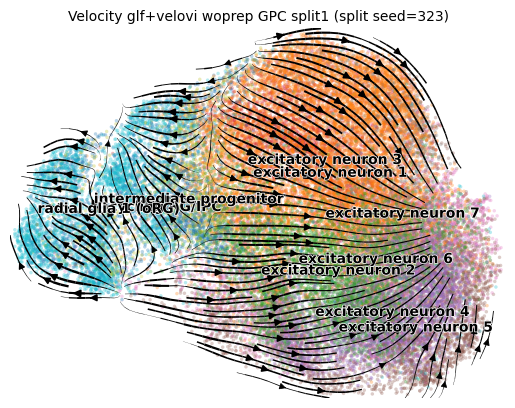 Velocity glf+velovi woprep GPC split1 (split seed=323)
excitatory neuron 3
excitatory neuron 1
intermediate progenitor
radial glia 1 (oRG)
/IPC
excitatory neuron 7
excitatory neuron 6
excitatory neuron 2
excitatory neuron 4
excitatory neuron 5